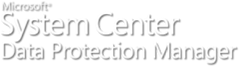 Microsoft®
System Center
Data Protection Manager